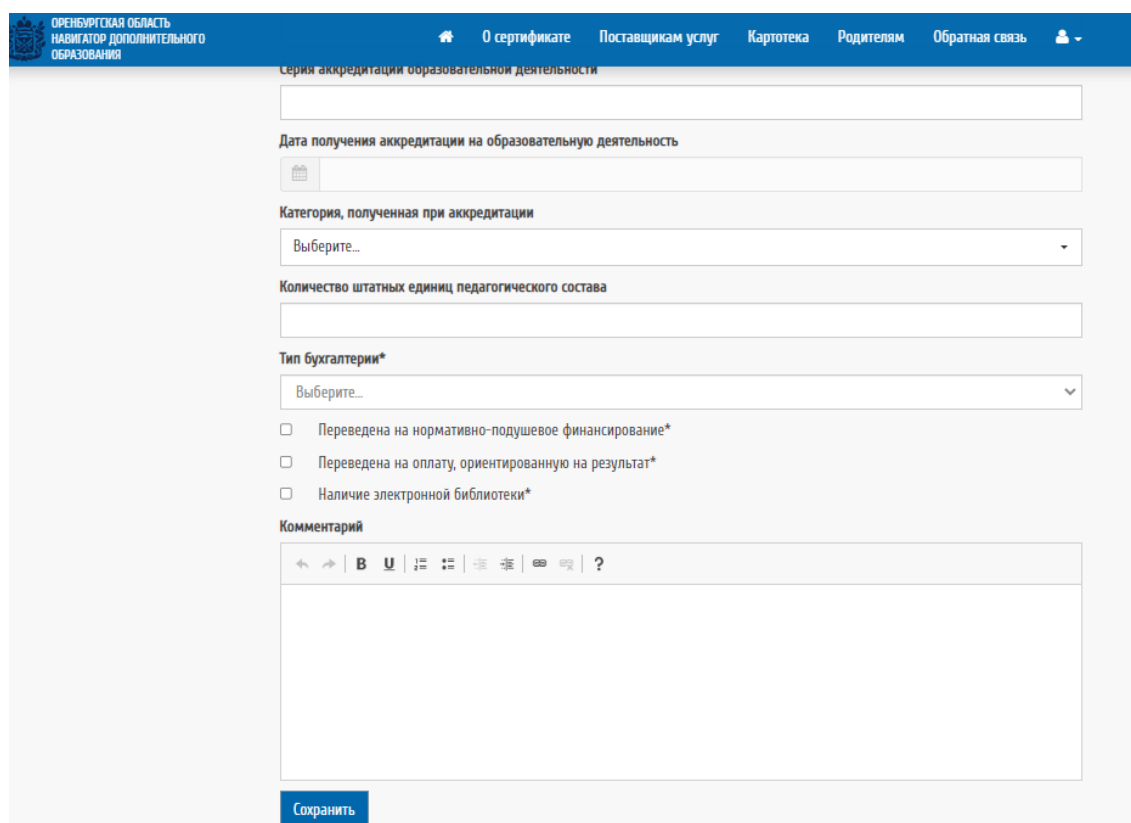 ОРЕНБУРГСКАЯ ОБЛАСТЬ
НАВИГАТОР ДОПОЛНИТЕЛЬНОГО
ОБРАЗОВАНИЯ
О сертификате Поставщикам услуг Картотека Родителям Обратная связь
Серия аккредитации образовательной деятельности
Дата получения аккредитации на образовательную деятельность
Категория, полученная при аккредитации
Выберите...
Количество штатных единиц педагогического состава
Тип бухгалтерии*
Выберите...
Переведена на нормативно-подушевое финансирование*
Переведена на оплату, ориентированную на результат*
Наличие электронной библиотеки*
Комментарий
B U ?
Сохранить